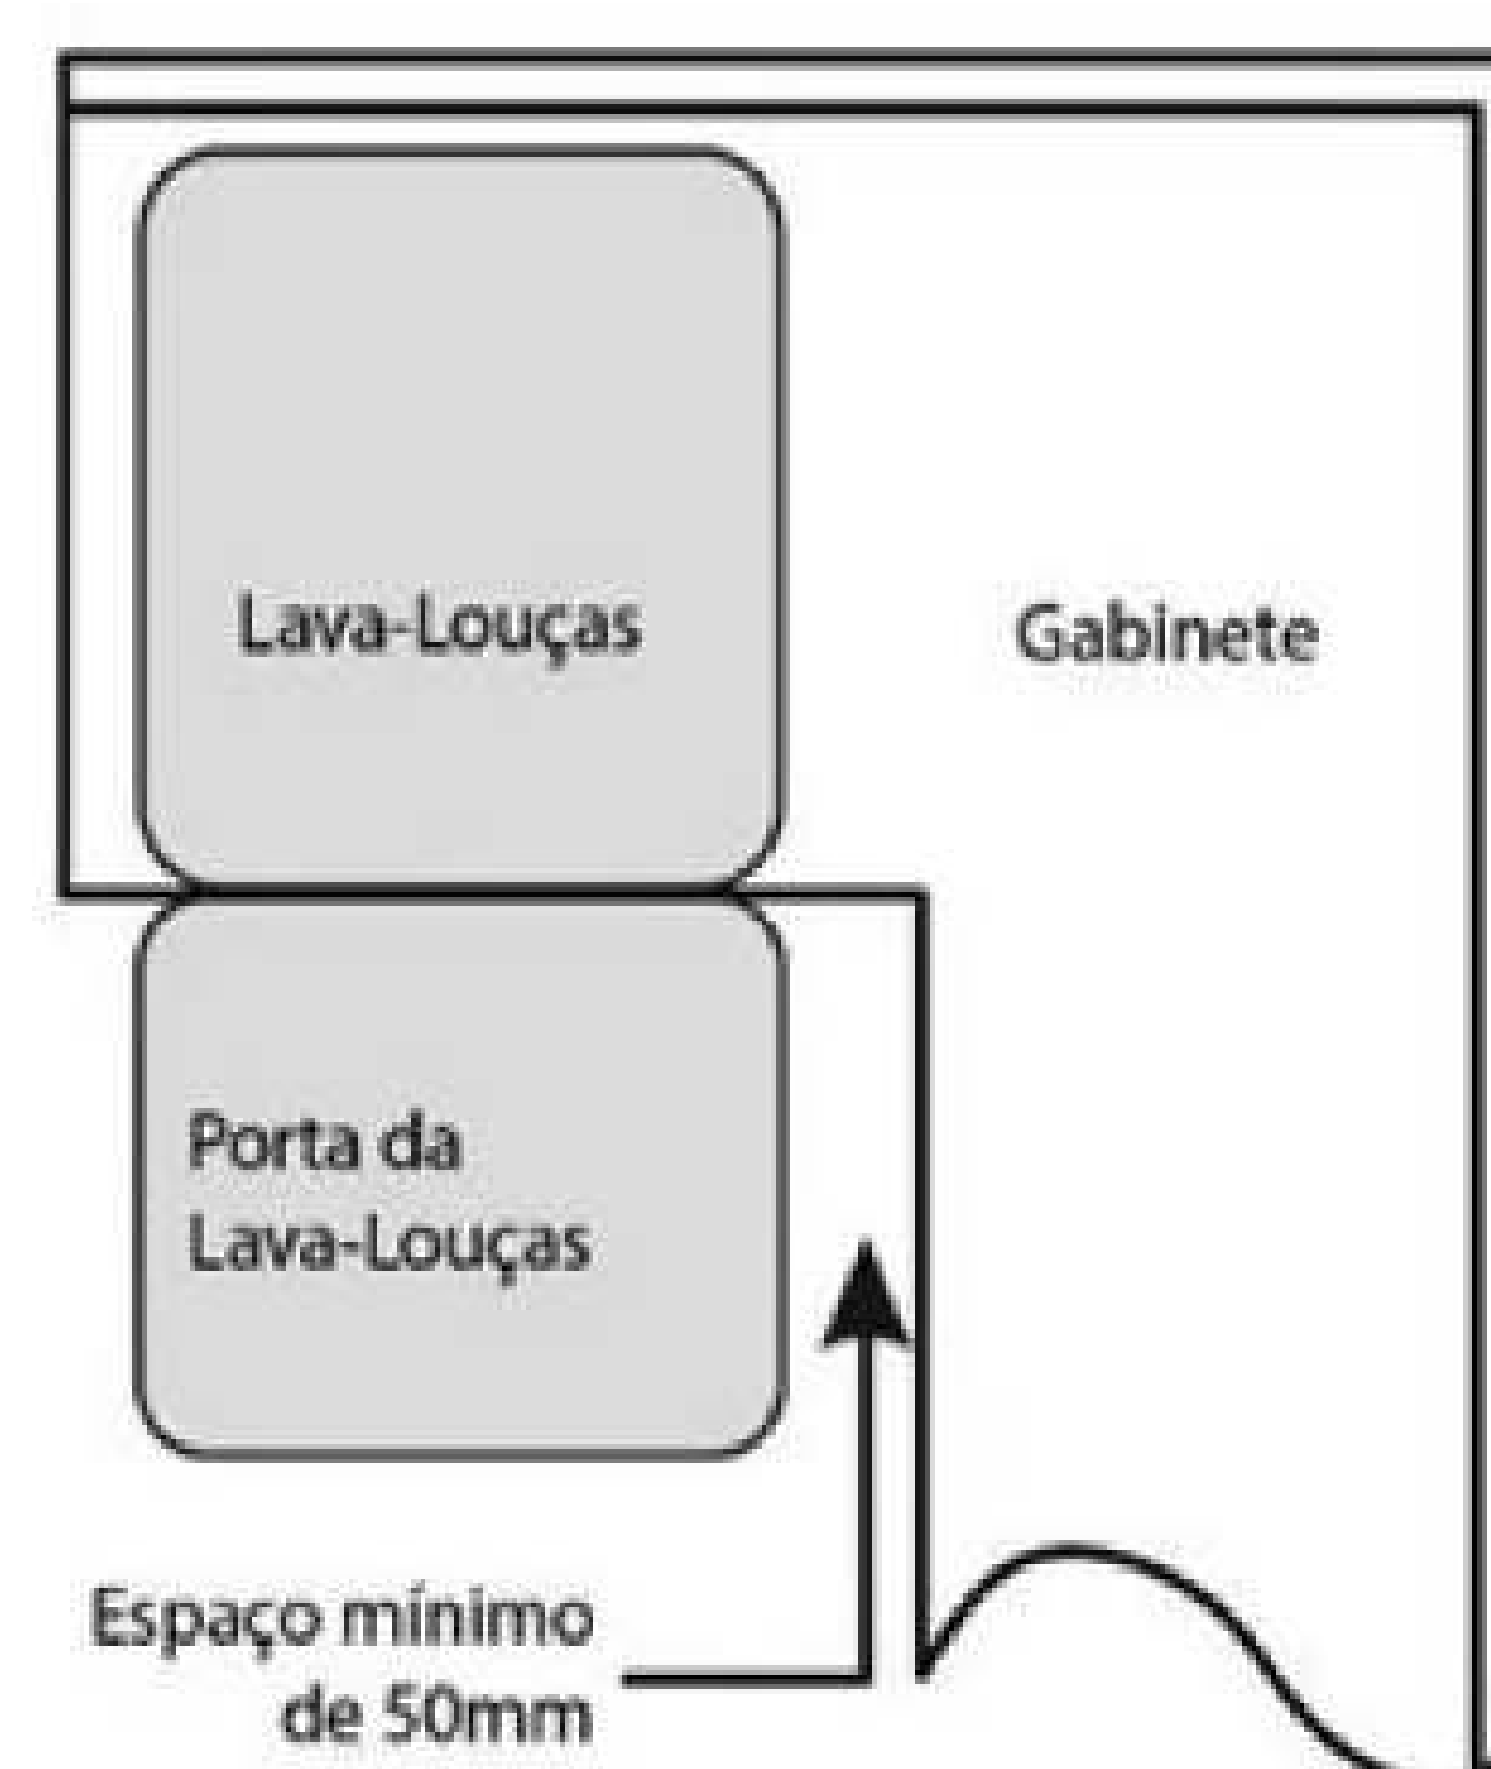 Lava-Louças
Gabinete
Porta da
Lava-Louças
Espaço mínimo
de 50mm